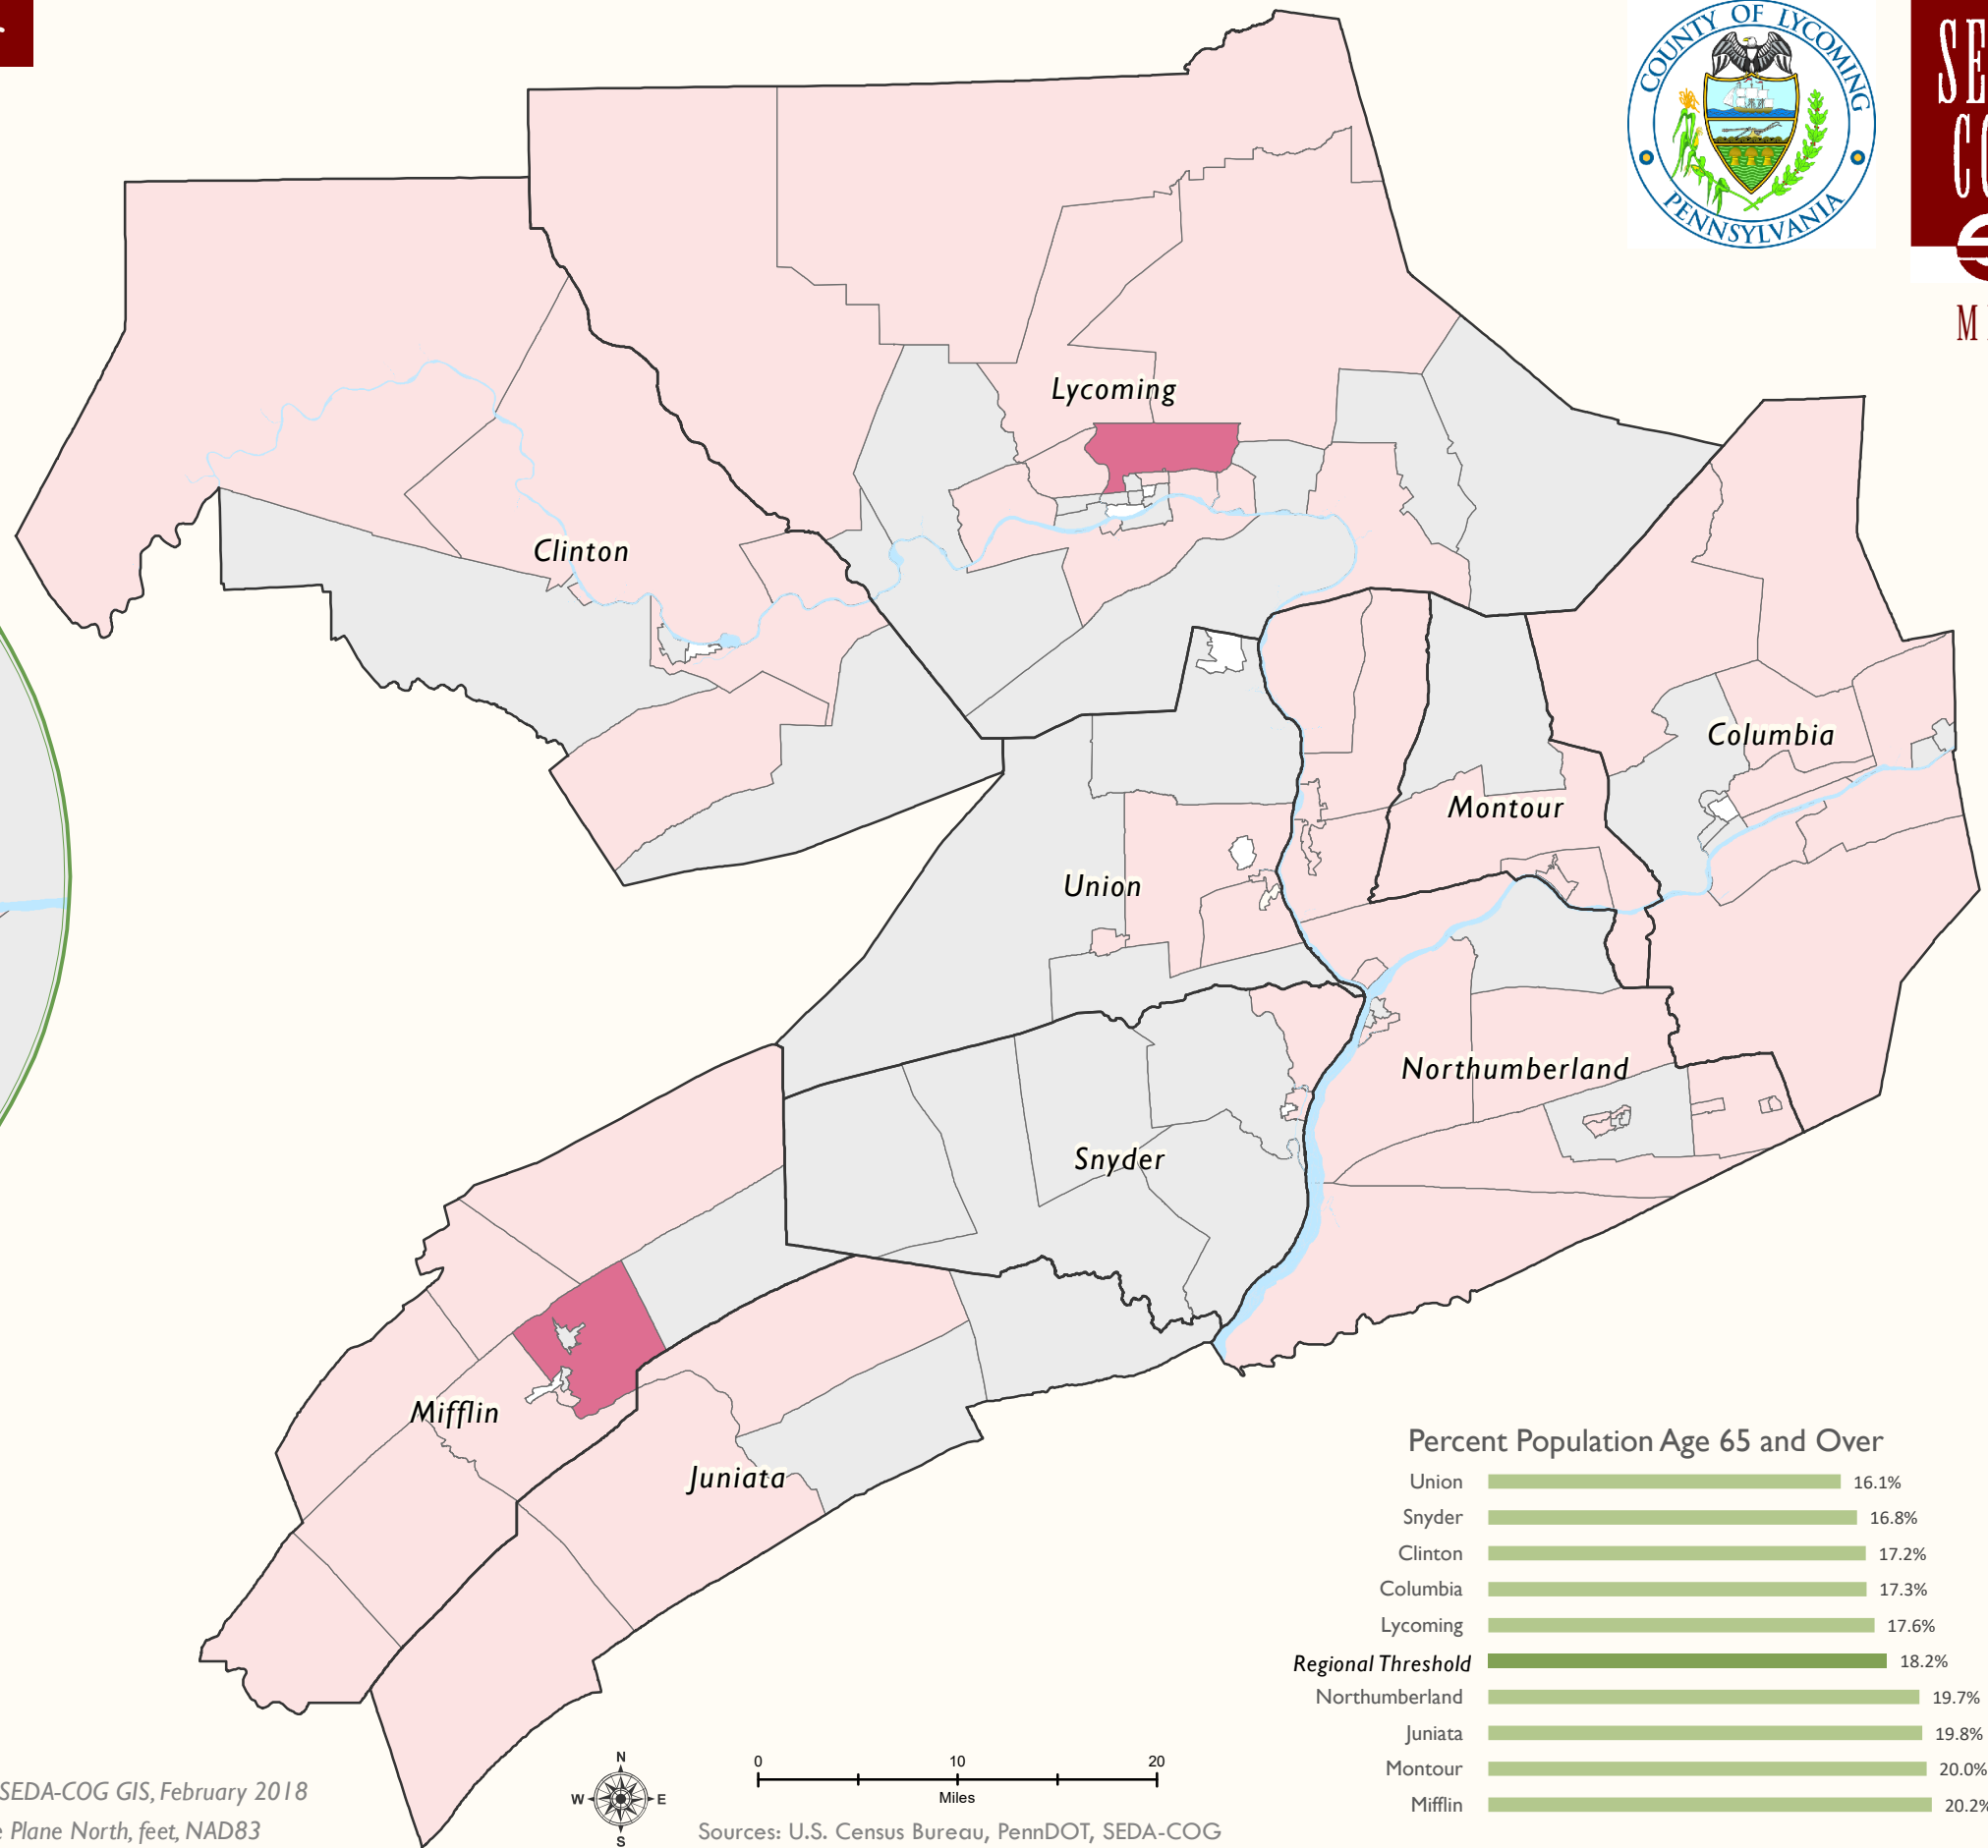 COUNTY OF LYCOMING
PENNSYLVANIA
Lycoming
Clinton
Columbia
Montour
Union
Northumberland
Snyder
Mifflin
Juniata
Percent Population Age 65 and Over
Union 16.1%
Snyder 16.8%
Clinton 17.2%
Columbia 17.3%
Lycoming 17.6%
Regional Threshold 18.2%
Northumberland 19.7%
Juniata 19.8%
Montour 20.0%
Mifflin 20.2%
N
W E
S
0 10 20
Miles
SEDA-COG GIS, February 2018
Plane North, feet, NAD83
Sources: U.S. Census Bureau, PennDOT, SEDA-COG